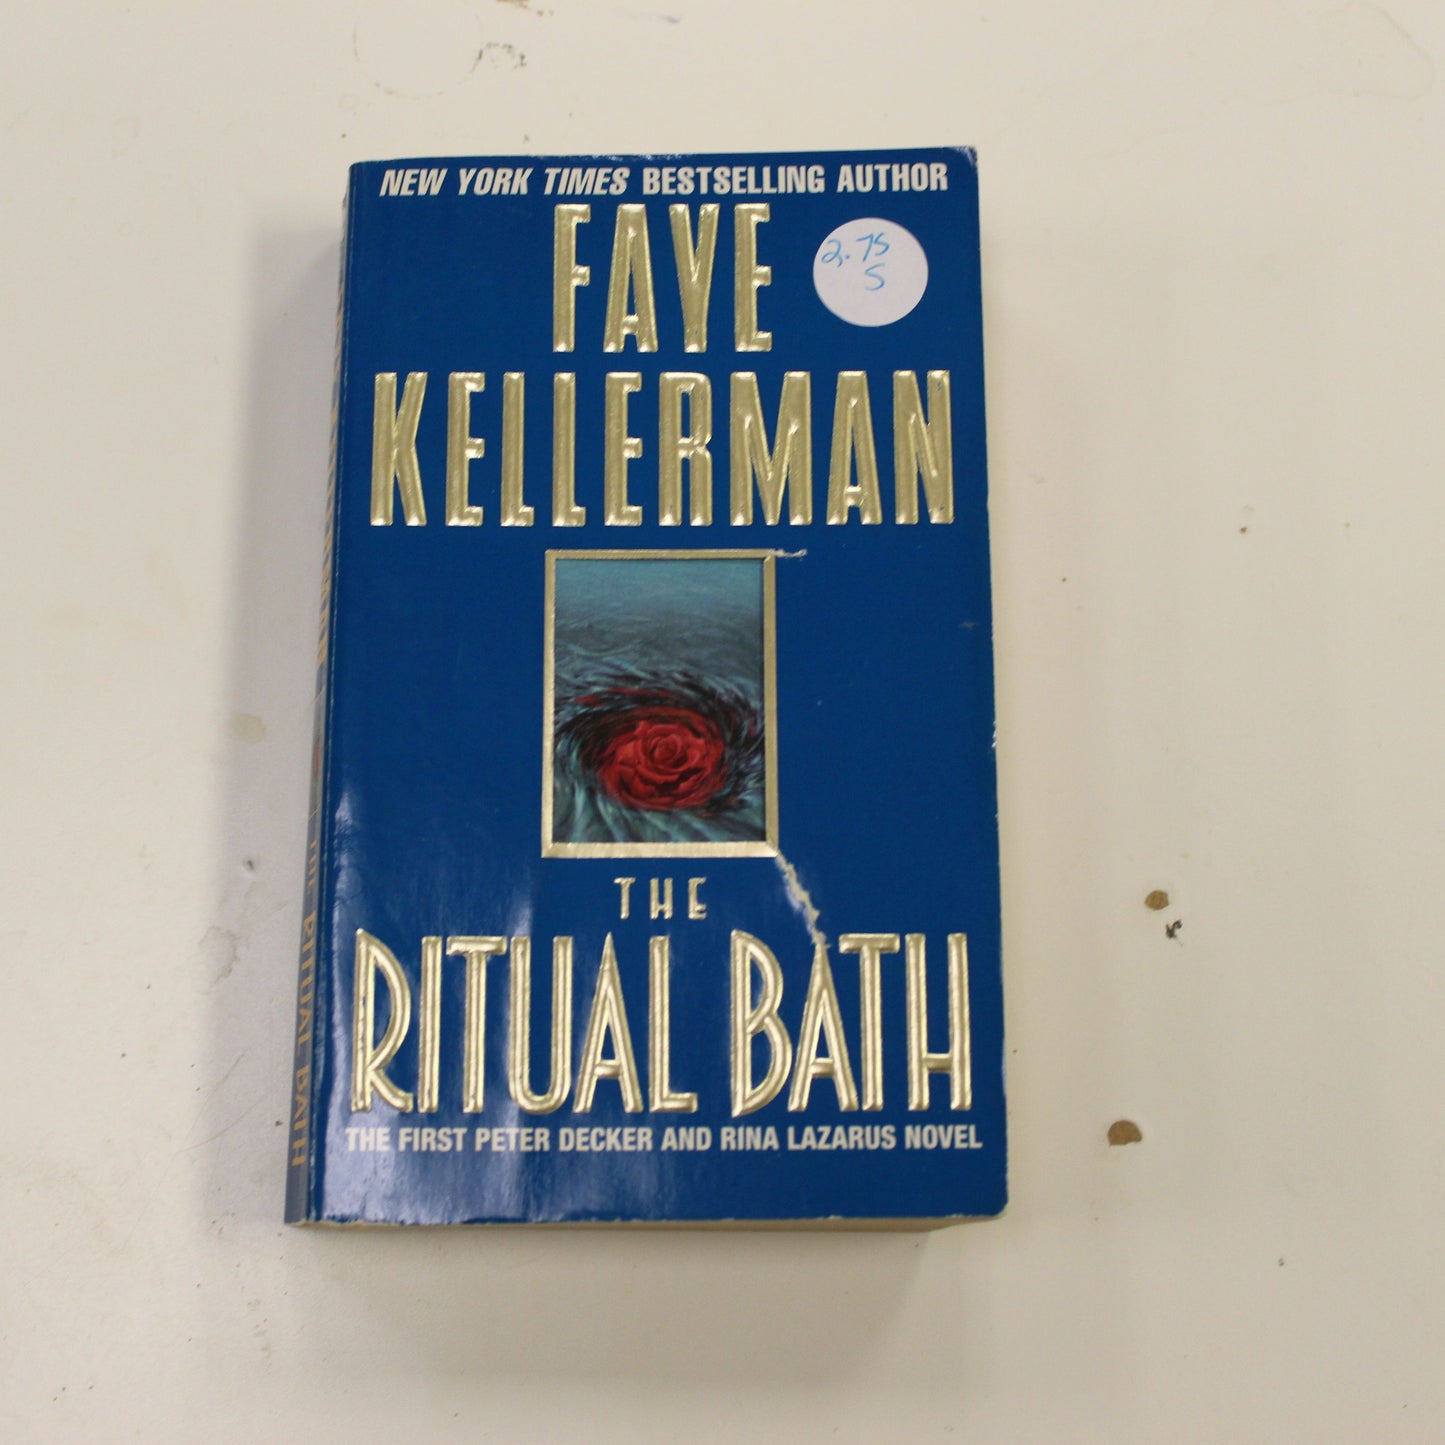 NEW YORK TIMES BESTSELLING AUTHOR
FAYE
KELLERMAN
2.75
S
THE
RITUAL BATH
THE FIRST PETER DECKER AND RINA LAZARUS NOVEL
THE RITUAL BATH